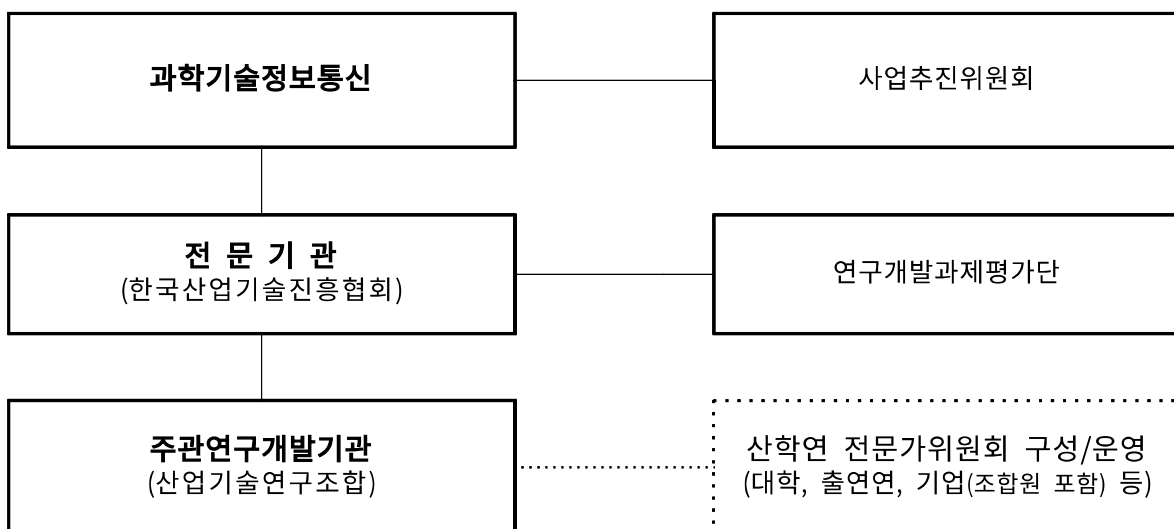 과학기술정보통신
사업추진위원회
전 문 기 관
(한국산업기술진흥협회)
연구개발과제평가단
주관연구개발기관
(산업기술연구조합)
산학연 전문가위원회 구성/운영
(대학, 출연연, 기업(조합원 포함) 등)